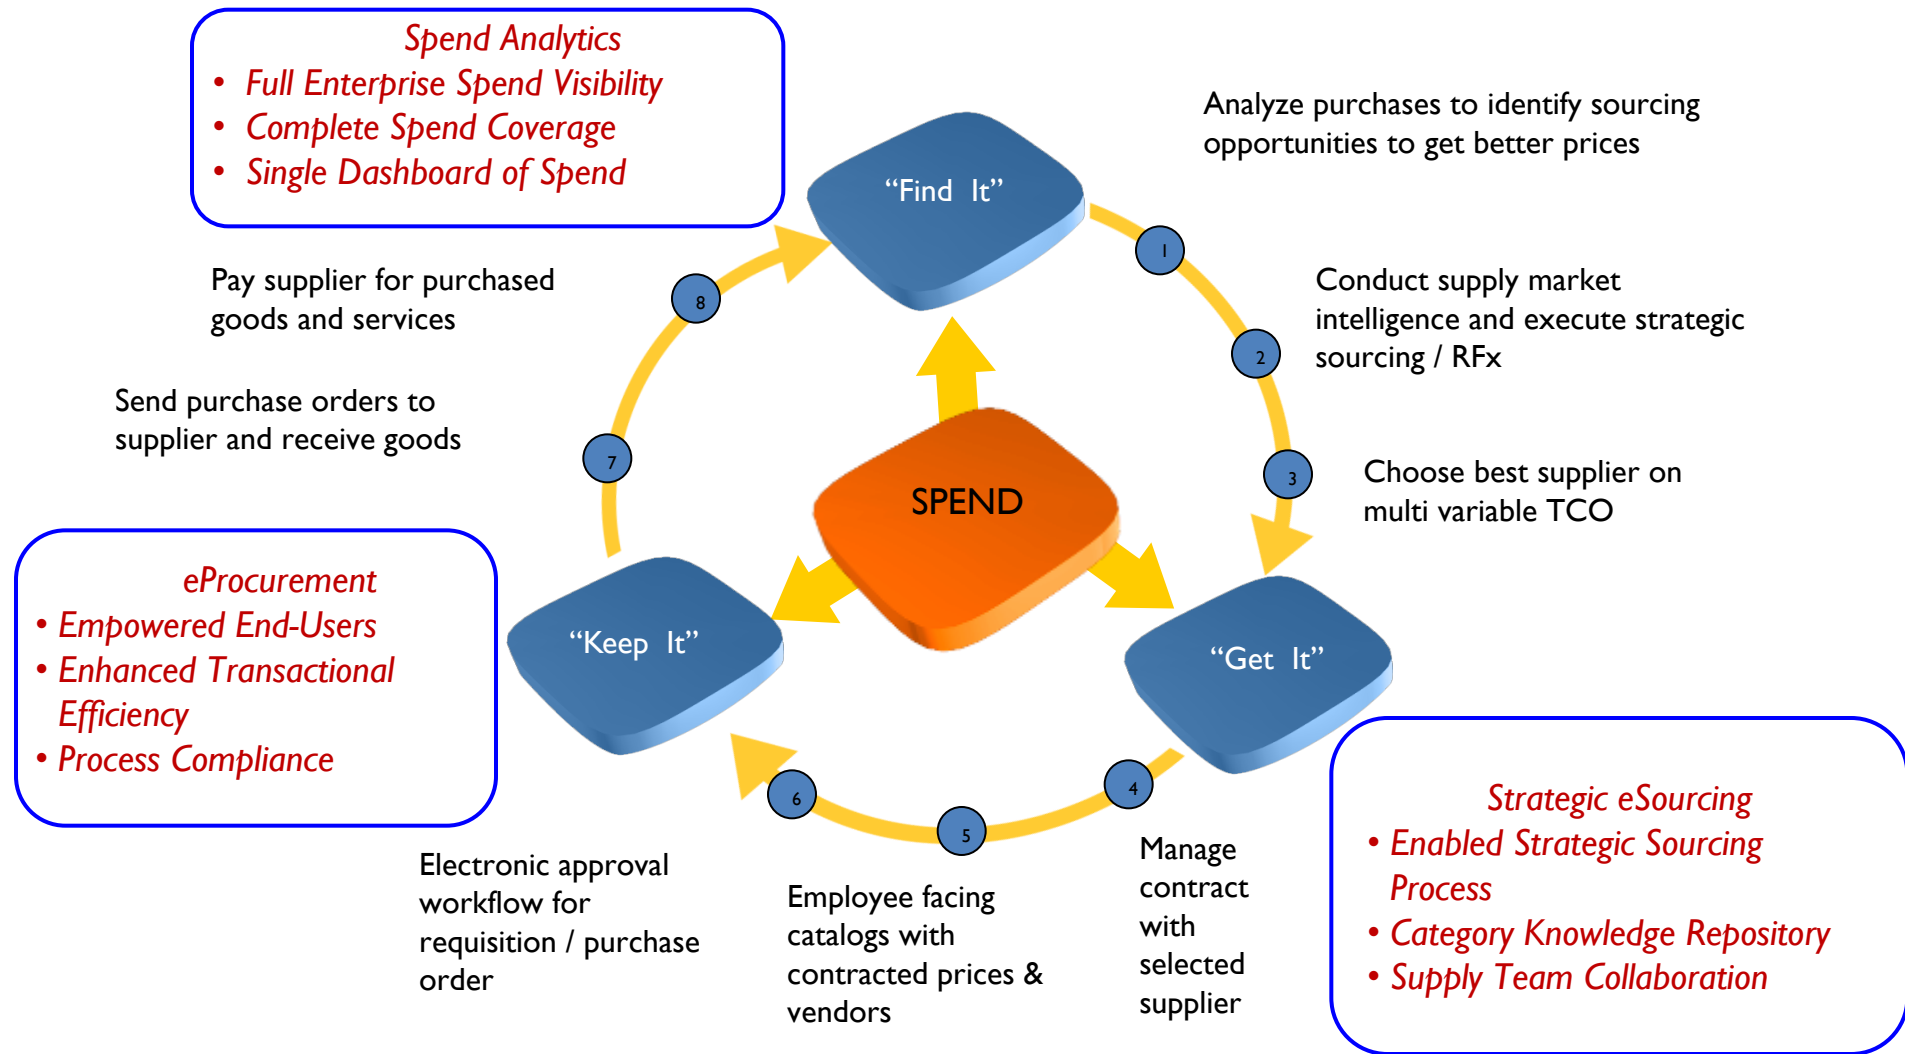 Spend Analytics
• Full Enterprise Spend Visibility
• Complete Spend Coverage
• Single Dashboard of Spend
“Find It”
Analyze purchases to identify sourcing
opportunities to get better prices
1
Conduct supply market
intelligence and execute strategic
sourcing / RFx
2
Choose best supplier on
multi variable TCO
3
SPEND
“Get It”
Strategic eSourcing
• Enabled Strategic Sourcing
Process
• Category Knowledge Repository
• Supply Team Collaboration
4
Manage
contract
with
selected
supplier
5
Employee facing
catalogs with
contracted prices &
vendors
6
Electronic approval
workflow for
requisition / purchase
order
“Keep It”
eProcurement
• Empowered End-Users
• Enhanced Transactional
Efficiency
• Process Compliance
7
Send purchase orders to
supplier and receive goods
8
Pay supplier for purchased
goods and services